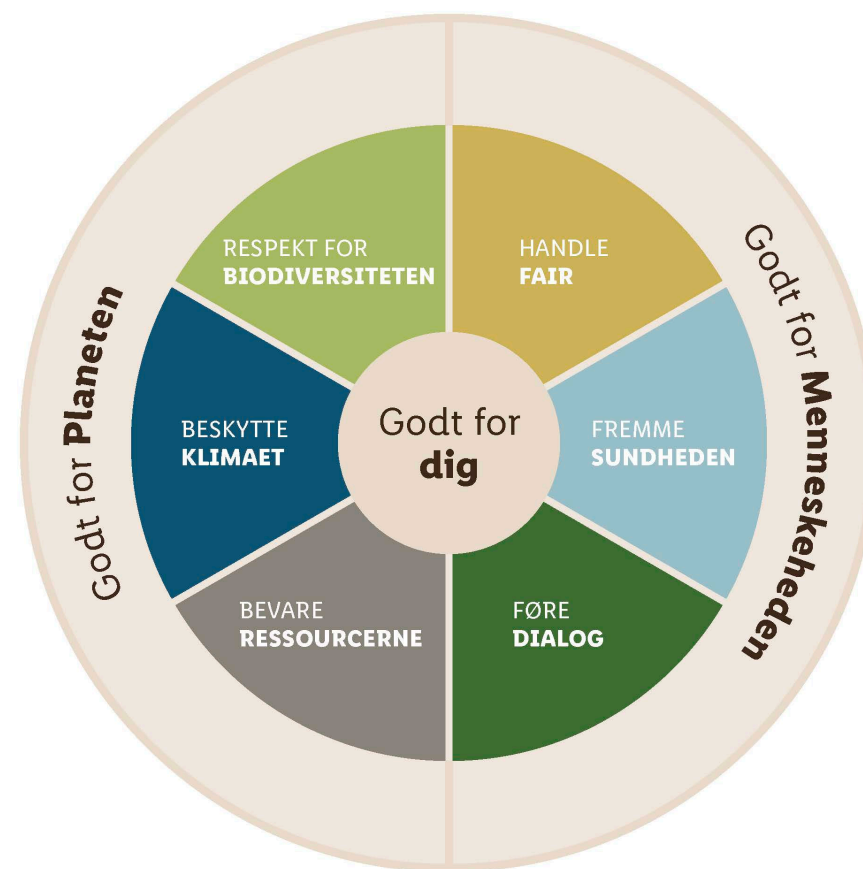 RESPEKT FOR
BIODIVERSITETEN
HANDLE
FAIR
Godt for Planeten
BESKYTTE
KLIMAET
Godt for
dig
FREMME
SUNDHEDEN
Godt for Menneskeheden
BEVARE
RESSOURCERNE
FØRE
DIALOG